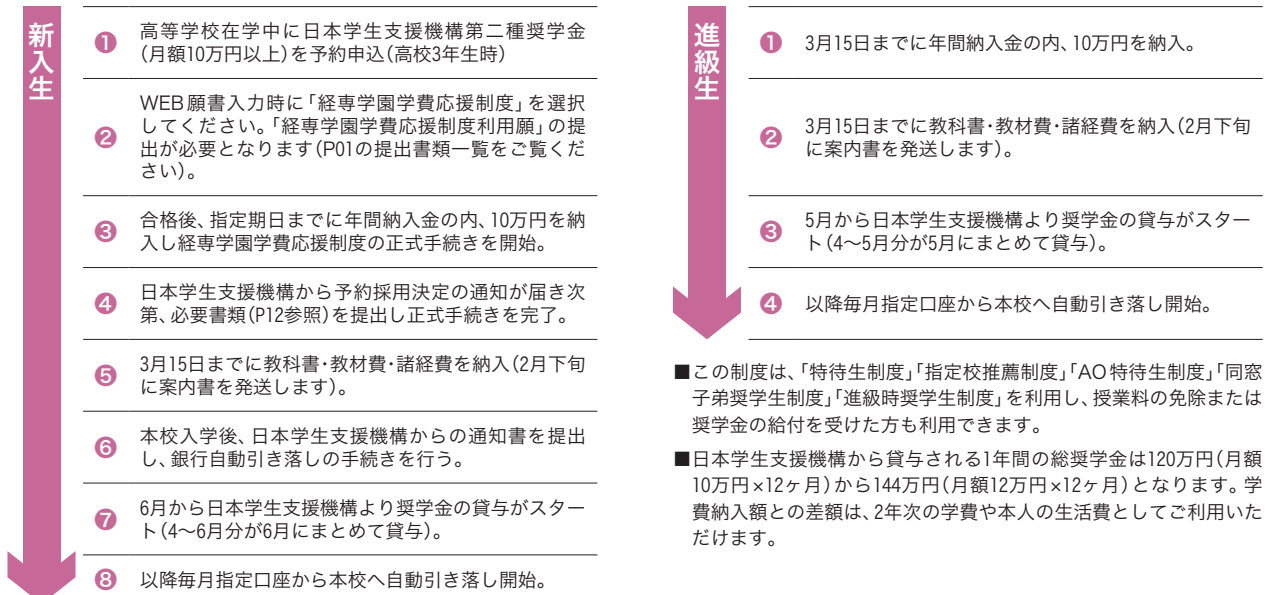 新入生
❶ 高等学校在学中に日本学生支援機構第二種奨学金
(月額10万円以上)を予約申込(高校3年生時)
❷ WEB願書入力時に「経専学園学費応援制度」を選択
してください。「経専学園学費応援制度利用願」の提
出が必要となります(P01の提出書類一覧をご覧くだ
さい)。
❸ 合格後、指定期日までに年間納入金の内、10万円を納
入し経専学園学費応援制度の正式手続きを開始。
❹ 日本学生支援機構から予約採用決定の通知が届き次
第、必要書類(P12参照)を提出し正式手続きを完了。
❺ 3月15日までに教科書・教材費・諸経費を納入(2月下旬
に案内書を発送します)。
❻ 本校入学後、日本学生支援機構からの通知書を提出
し、銀行自動引き落しの手続きを行う。
❼ 6月から日本学生支援機構より奨学金の貸与がスター
ト(4〜6月分が6月にまとめて貸与)。
❽ 以降毎月指定口座から本校へ自動引き落し開始。
進級生
❶ 3月15日までに年間納入金の内、10万円を納入。
❷ 3月15日までに教科書・教材費・諸経費を納入(2月下旬
に案内書を発送します)。
❸ 5月から日本学生支援機構より奨学金の貸与がスター
ト(4〜5月分が5月にまとめて貸与)。
❹ 以降毎月指定口座から本校へ自動引き落し開始。
■この制度は、「特待生制度」「指定校推薦制度」「AO特待生制度」「同窓
子弟奨学生制度」「進級時奨学生制度」を利用し、授業料の免除または
奨学金の給付を受けた方も利用できます。
■日本学生支援機構から貸与される1年間の総奨学金は120万円(月額
10万円×12ヶ月)から144万円(月額12万円×12ヶ月)となります。学
費納入額との差額は、2年次の学費や本人の生活費としてご利用いた
だけます。